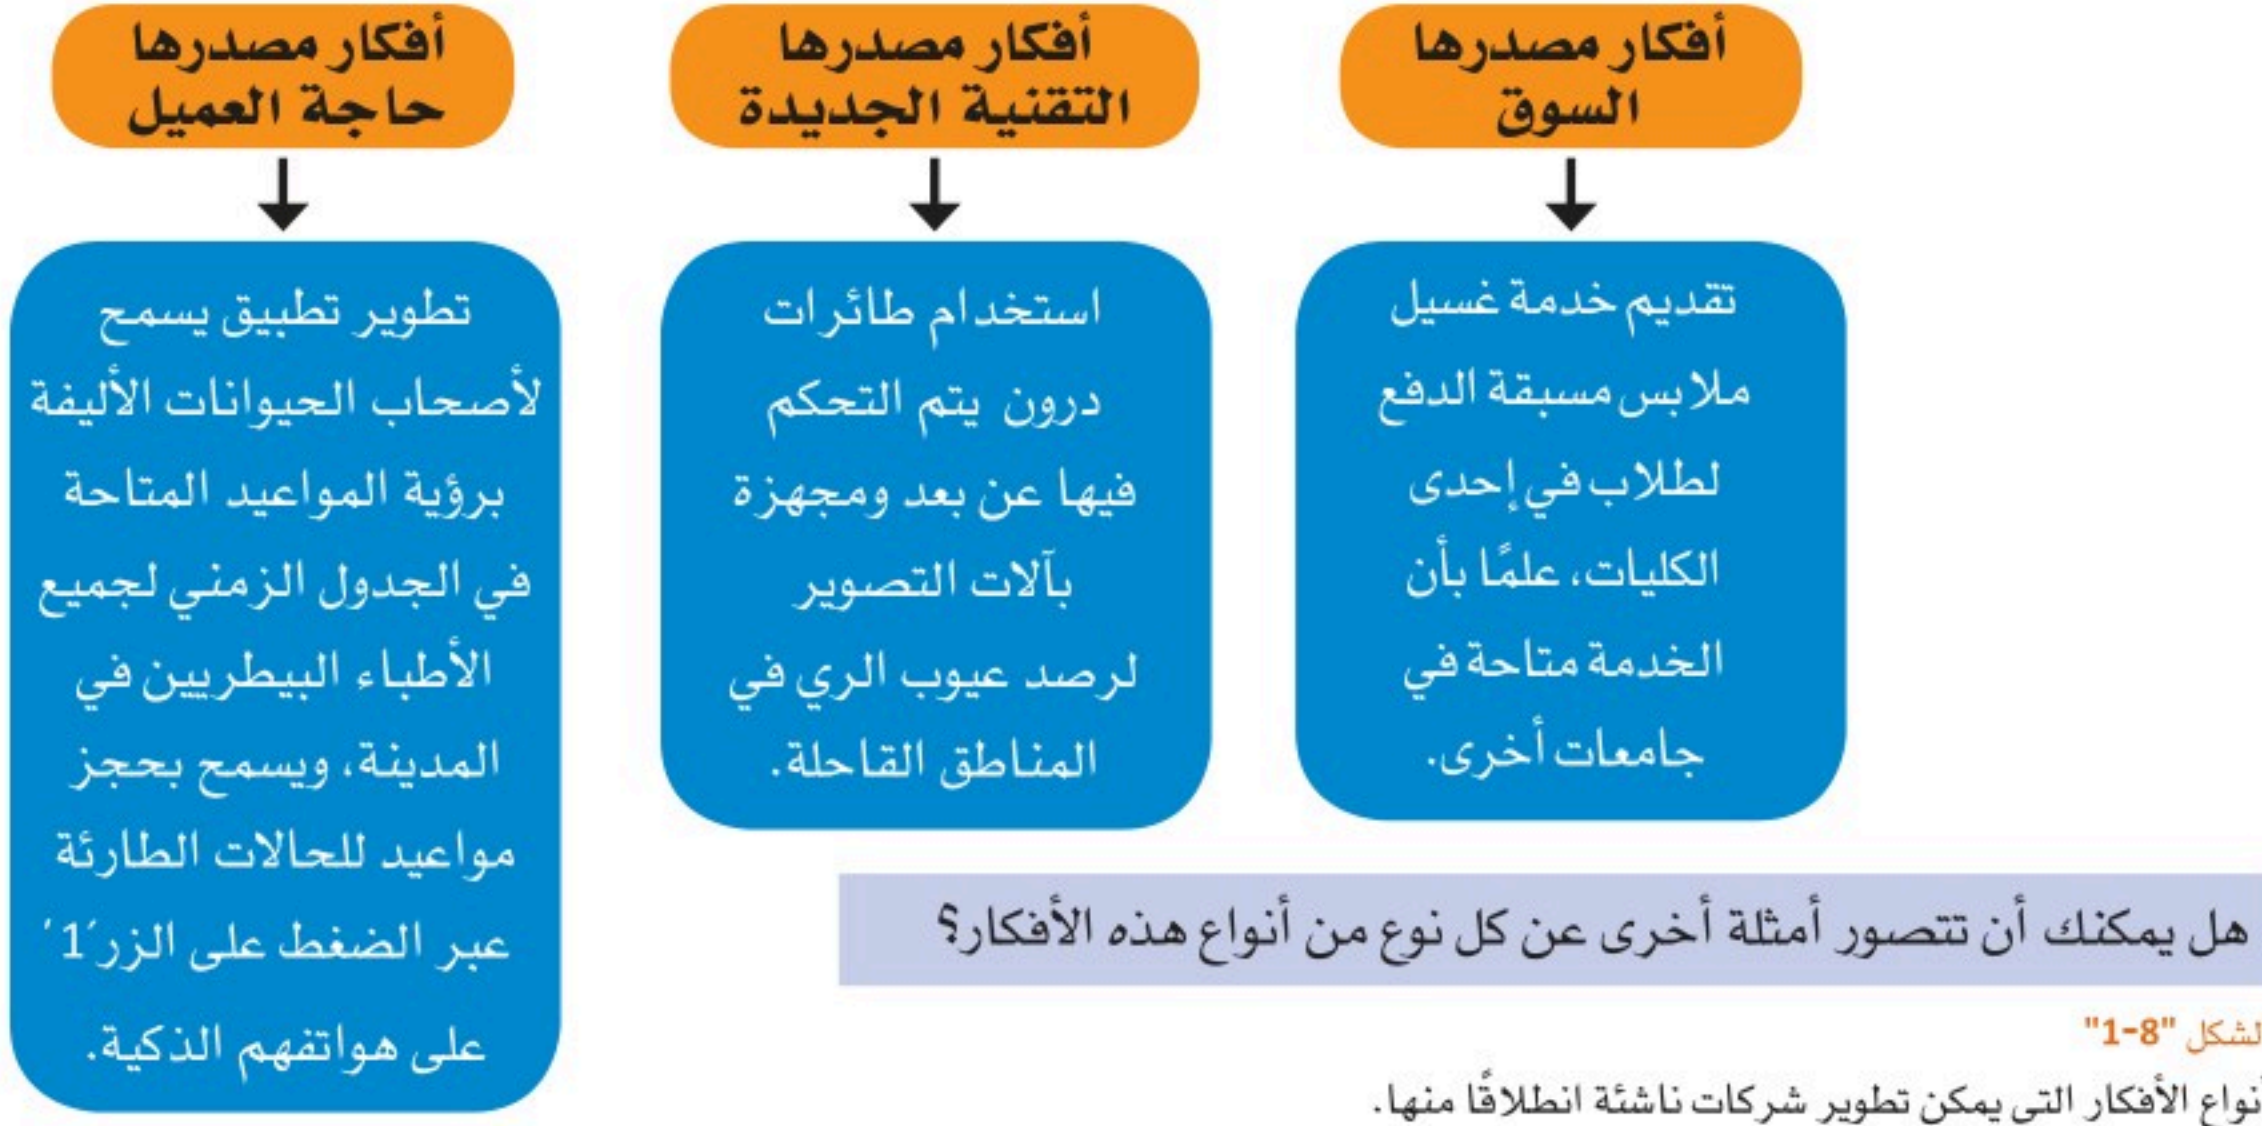 أفكار مصدرها
السوق
تقديم خدمة غسيل
ملابس مسبقة الدفع
لطلاب في إحدى
الكليات، علمًا بأن
الخدمة متاحة في
جامعات أخرى.
أفكار مصدرها
التقنية الجديدة
استخدام طائرات
درون يتم التحكم
فيها عن بعد ومجهزة
بآلات التصوير
لرصد عيوب الري في
المناطق القاحلة.
أفكار مصدرها
حاجة العميل
تطوير تطبيق يسمح
لأصحاب الحيوانات الأليفة
برؤية المواعيد المتاحة
في الجدول الزمني لجميع
الأطباء البيطريين في
المدينة، ويسمح بحجز
مواعيد للحالات الطارئة
عبر الضغط على الزر '1'
على هواتفهم الذكية.
هل يمكنك أن تتصور أمثلة أخرى عن كل نوع من أنواع هذه الأفكار؟
لشكل "8-1"
أنواع الأفكار التي يمكن تطوير شركات ناشئة انطلاقًا منها.